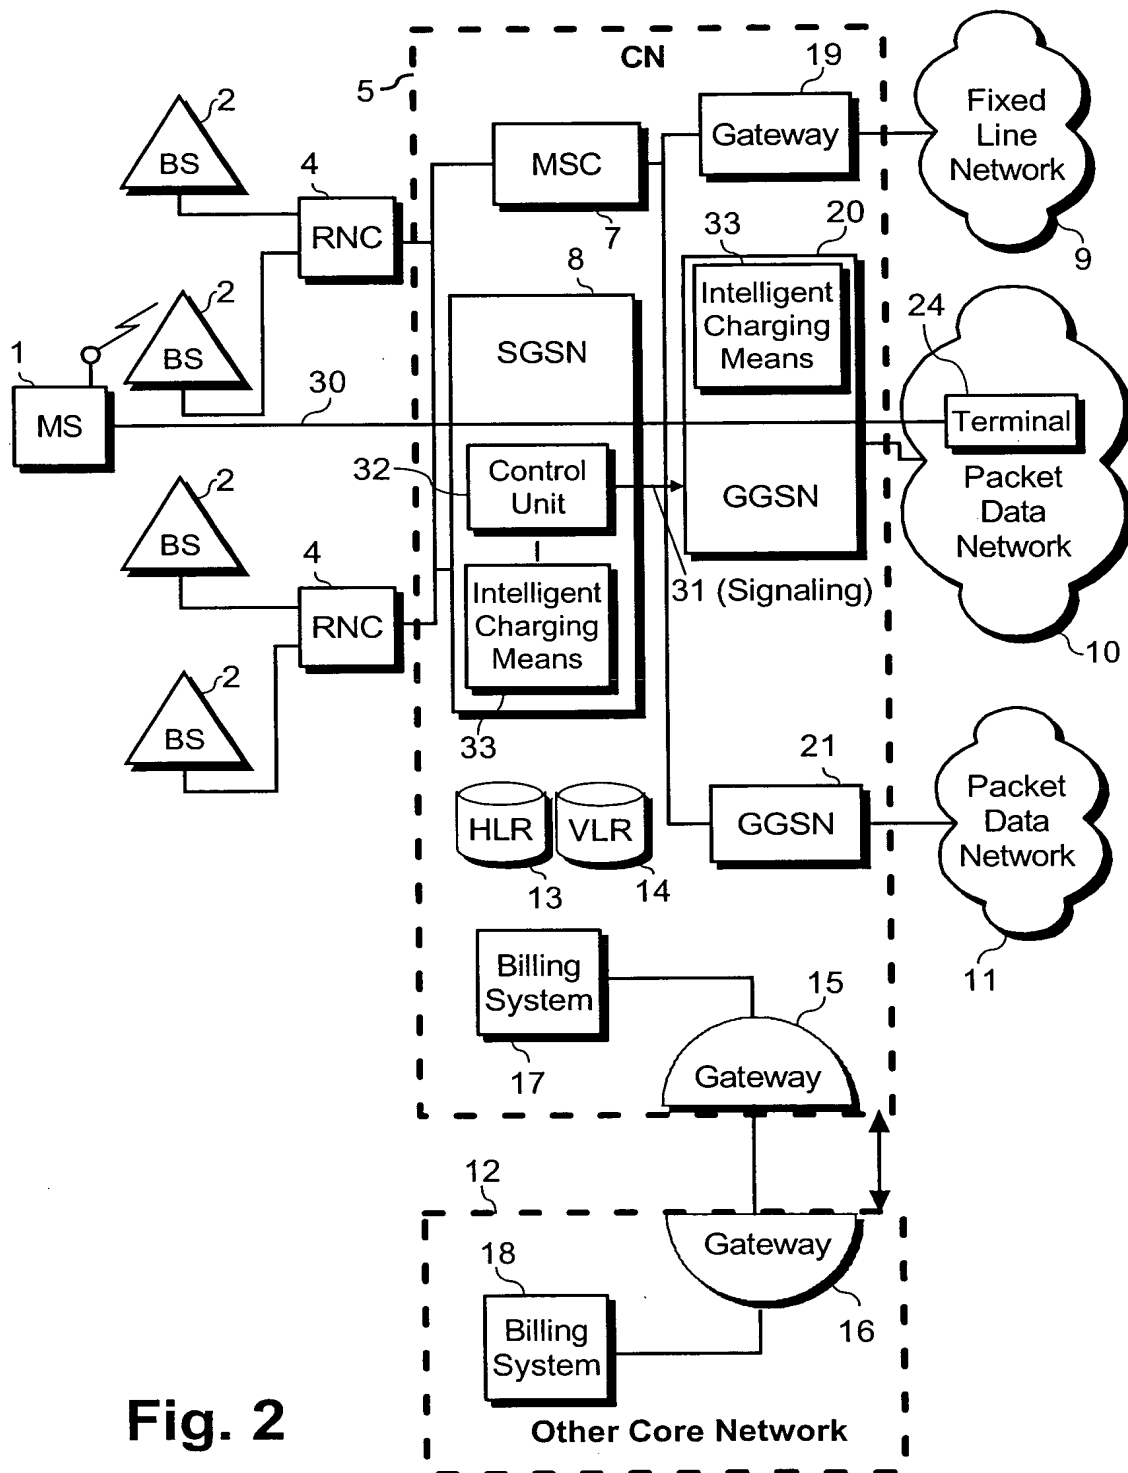 CN
5
19
Fixed
Line
Network
9
2
BS
Gateway
MSC
7
4
RNC
33
20
8
2
BS
Intelligent
Charging
Means
24
1
MS
SGSN
30
Terminal
32
Control
Unit
GGSN
Packet
Data
Network
10
2
BS
4
RNC
31 (Signaling)
Intelligent
Charging
Means
33
2
BS
21
GGSN
Packet
Data
Network
11
HLR
VLR
13
14
Billing
System
17
15
Gateway
12
Gateway
16
18
Billing
System
Other Core Network
Fig. 2